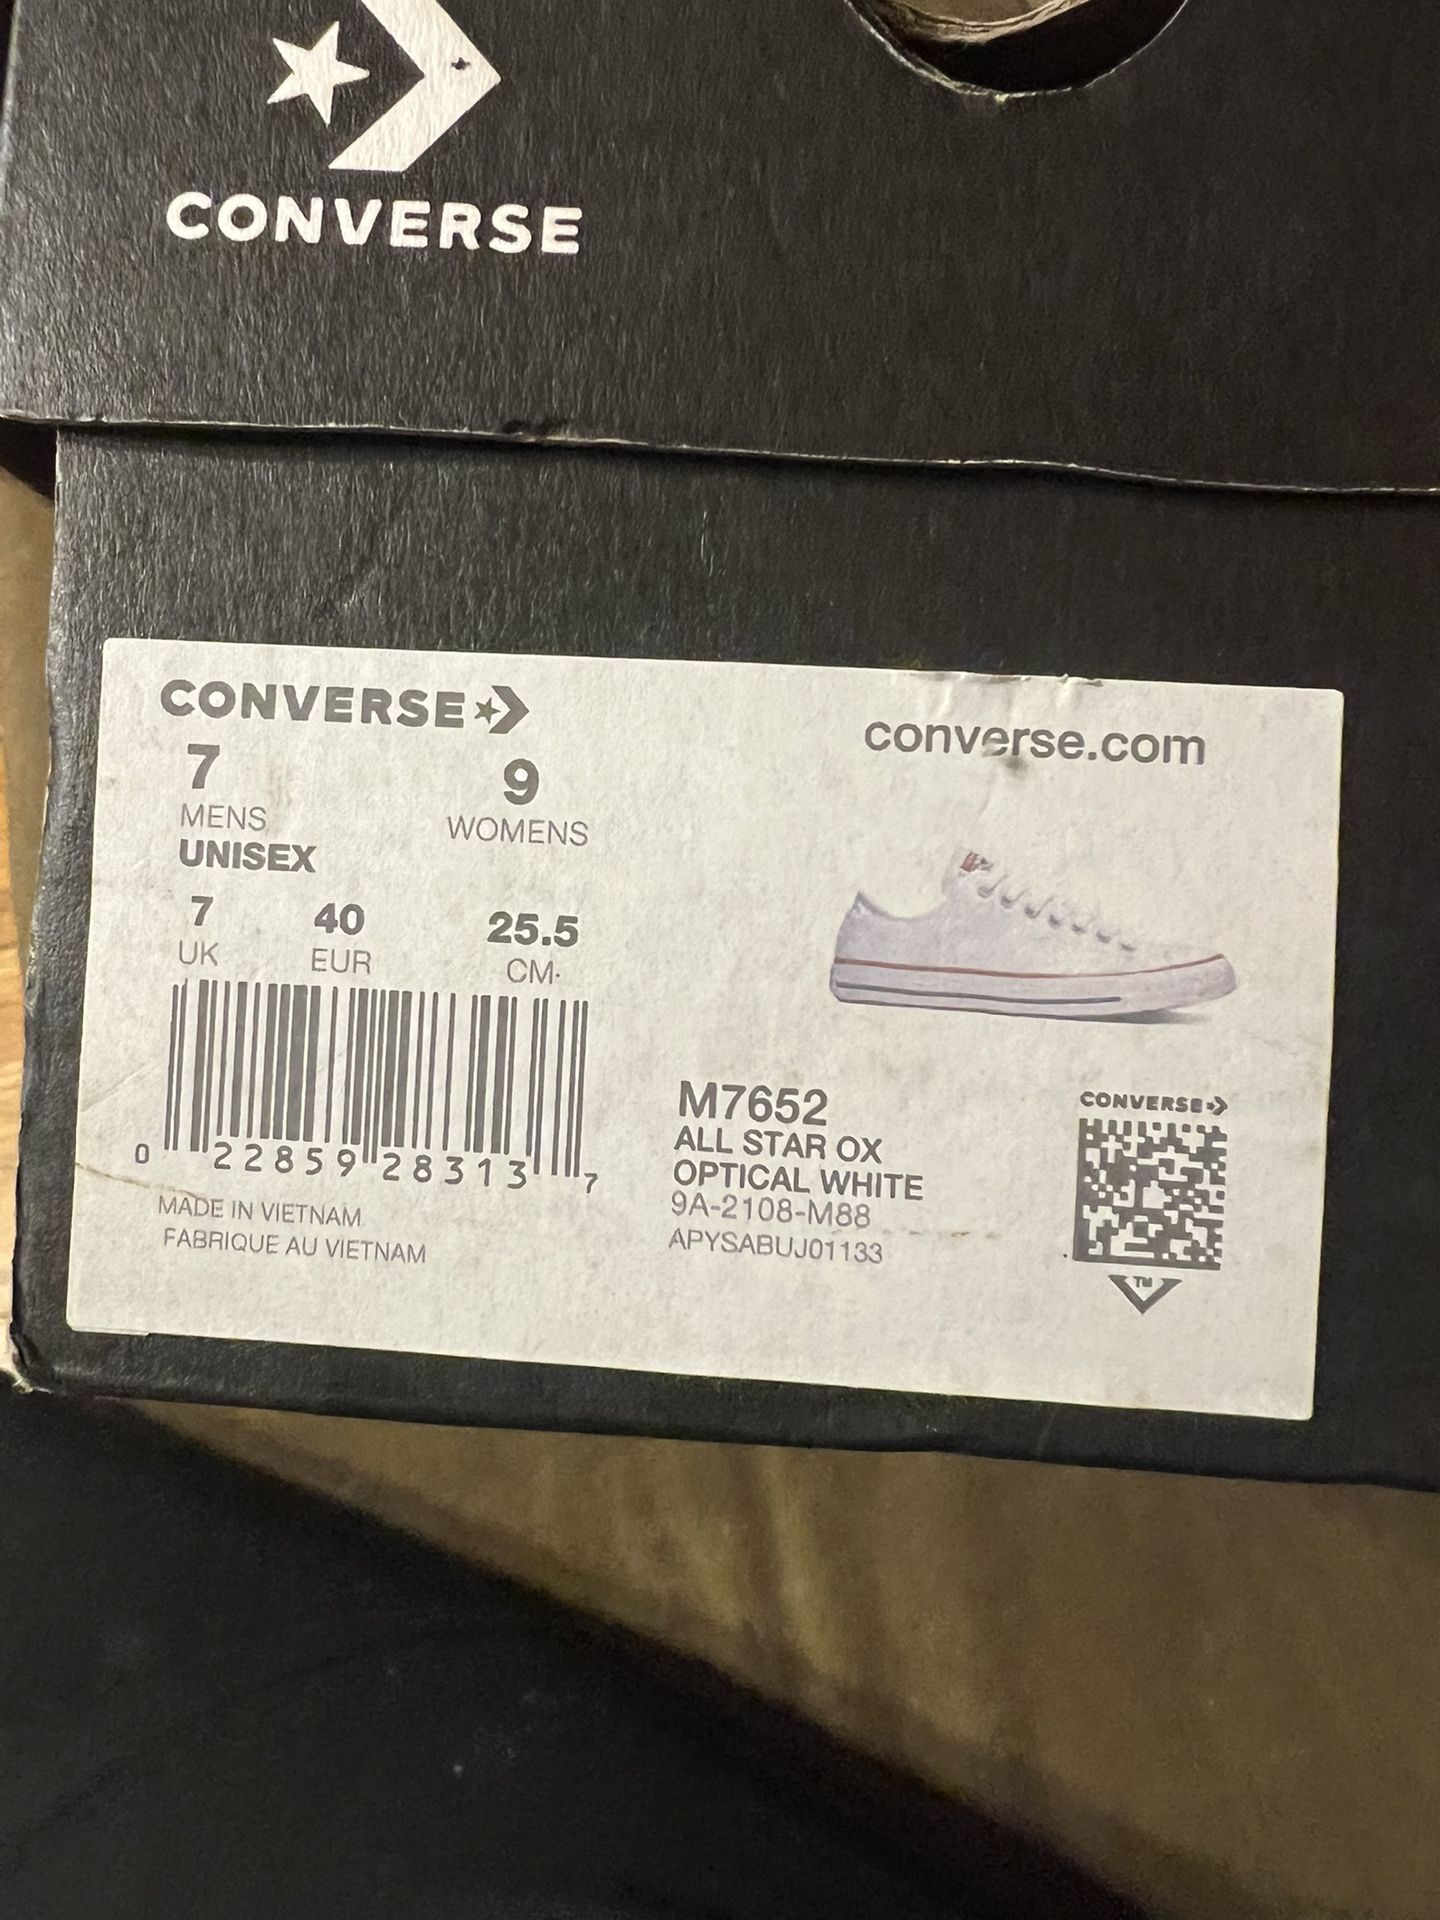 CONVERSE
CONVERSE
converse.com
7
9
MENS
WOMENS
UNISEX
7
40
25.5
UK
EUR
CM.
0 22859 28313 7
MADE IN VIETNAM
FABRIQUE AU VIETNAM
M7652
ALL STAR OX
OPTICAL WHITE
9A-2108-M88
APYSABUJ01133
CONVERSE
TM